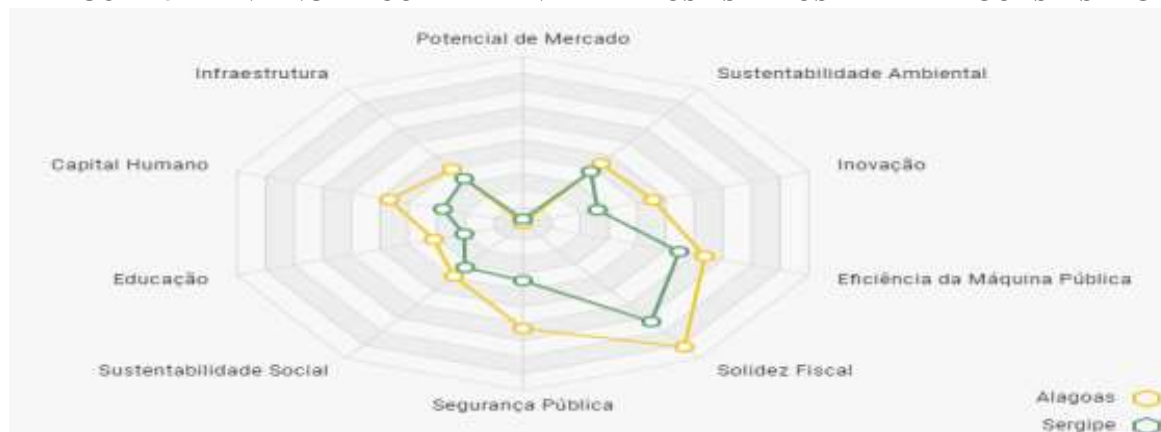 Potencial de Mercado
Infraestrutura
Sustentabilidade Ambiental
Capital Humano
Inovação
Educação
Eficiência da Máquina Pública
Sustentabilidade Social
Solidez Fiscal
Segurança Pública
Alagoas
Sergipe